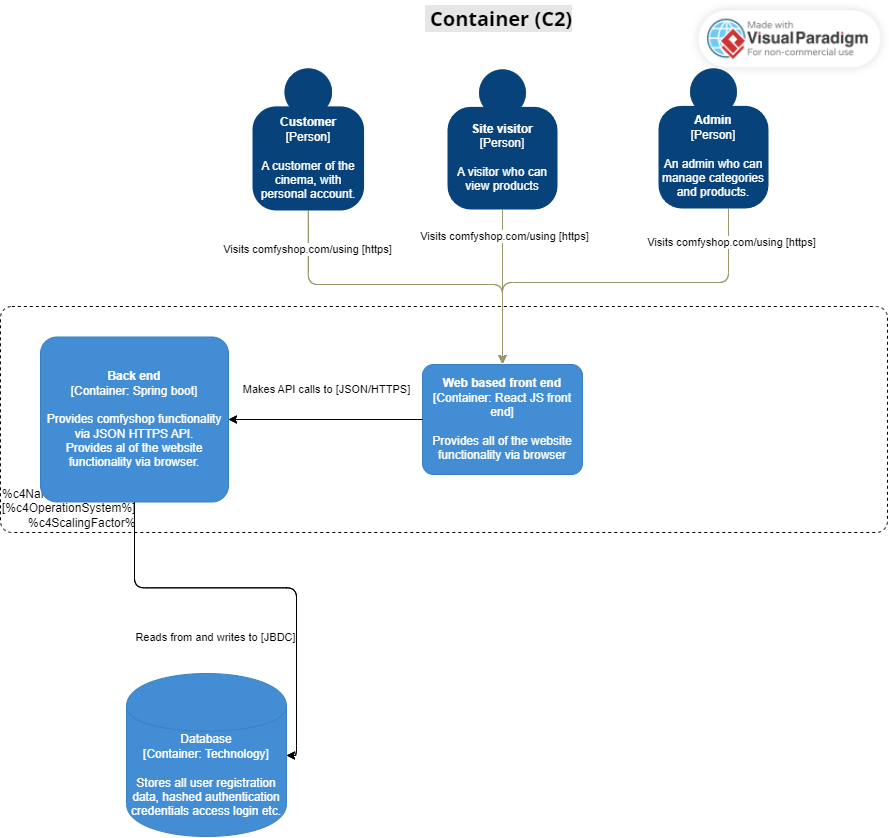 Container (C2)
Made with
VisualParadigm
For non-commercial use
Customer
[Person]
A customer of the
cinema, with
personal account.
Site visitor
[Person]
A visitor who can
view products
Admin
[Person]
An admin who can
manage categories
and products.
Visits comfyshop.com/using [https]
Visits comfyshop.com/using [https]
Visits comfyshop.com/using [https]
Back end
[Container: Spring boot]
Provides comfyshop functionality
via JSON HTTPS API.
Provides al of the website
functionality via browser.
Makes API calls to [JSON/HTTPS]
Web based front end
[Container: React JS front
end]
Provides all of the website
functionality via browser
[%c4OperationSystem%]
%c4ScalingFactor%
Reads from and writes to [JBDC]
Database
[Container: Technology]
Stores all user registration
data, hashed authentication
credentials access login etc.